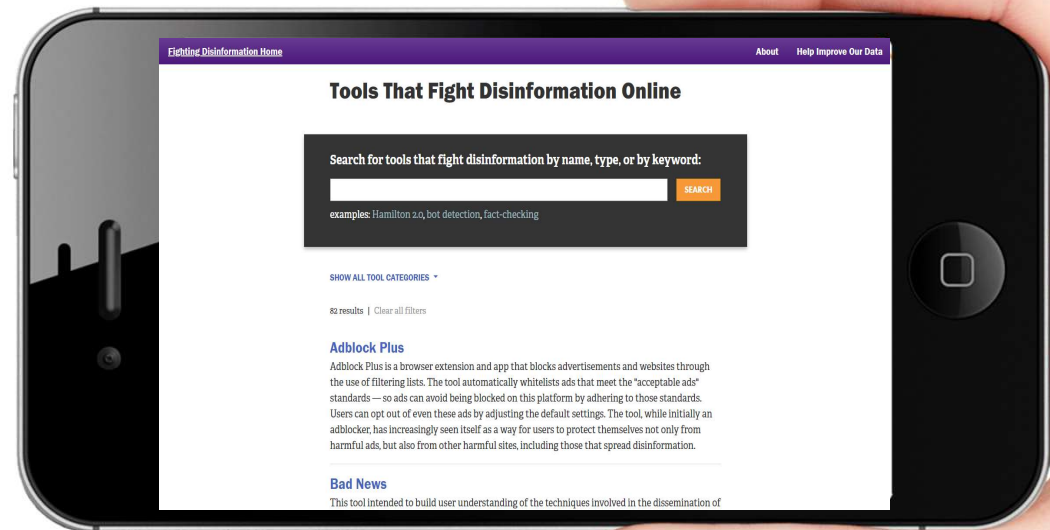 Fighting Disinformation Home About Help Improve Our Data
Tools That Fight Disinformation Online
Search for tools that fight disinformation by name, type, or by keyword:
SEARCH
examples: Hamilton 2.0, bot detection, fact-checking
SHOW ALL TOOL CATEGORIES
82 results | Clear all filters
Adblock Plus
Adblock Plus is a browser extension and app that blocks advertisements and websites through
the use of filtering lists. The tool automatically whitelists ads that meet the "acceptable ads"
standards — so ads can avoid being blocked on this platform by adhering to those standards.
Users can opt out of even these ads by adjusting the default settings. The tool, while initially an
adblocker, has increasingly seen itself as a way for users to protect themselves not only from
harmful ads, but also from other harmful sites, including those that spread disinformation.
Bad News
This tool intended to build user understanding of the techniques involved in the dissemination of